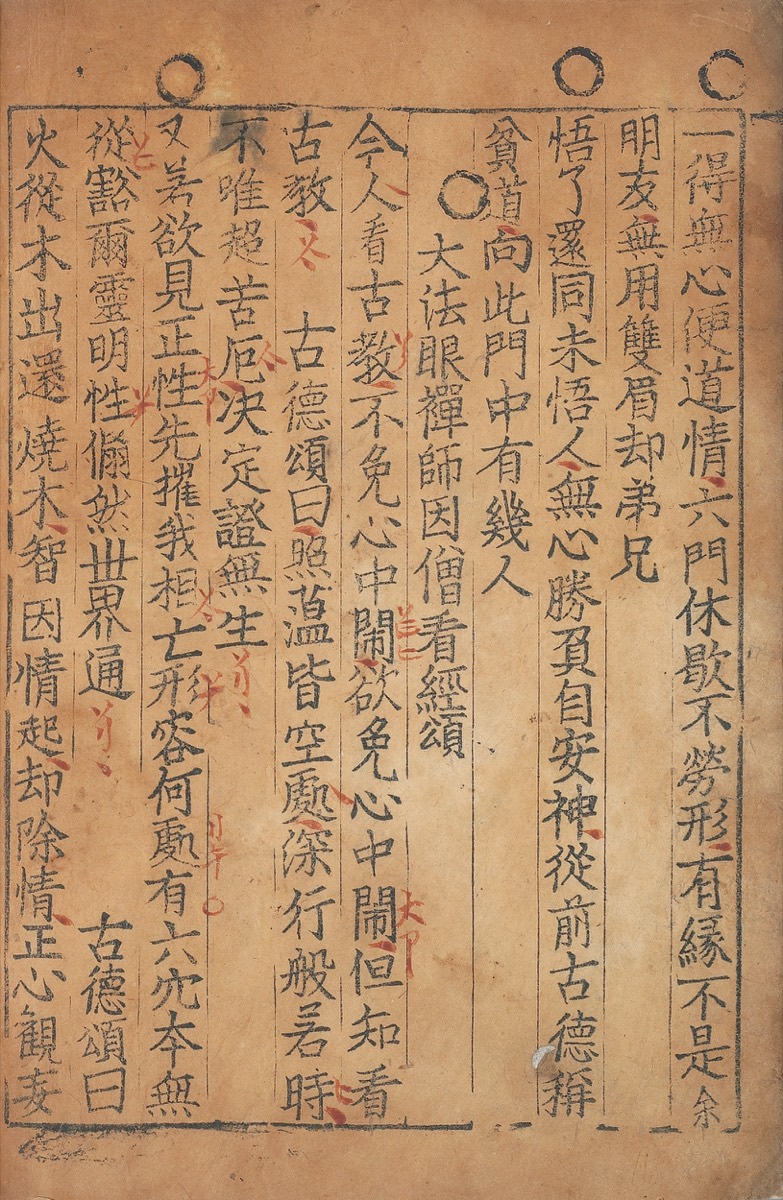 一得無心便道情六門休歇不勞形有緣不是余
朋友無用雙眉却弟兄
悟了還同未悟人無心勝負自安神從前古德稱
貧道向此門中有幾人
大法眼禪師因僧看經頌
今人看古教不免心中鬧欲免心中鬧但知看
古教 古德頌曰照蕰皆空處深行般若時
不唯超苦厄決定證無生
又若欲見正性先摧我相亡形容何處有六穴本無
從豁爾靈明性翛然世界通 古德頌曰
火從木出還燒木智因情起却除情正心觀妄